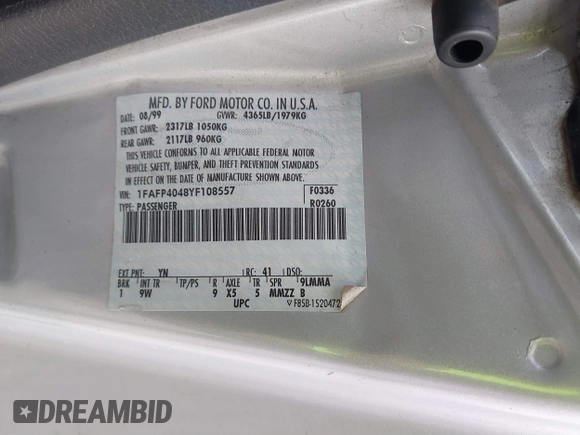 MFD. BY FORD MOTOR CO. IN U.S.A.
DATE: 08/99 GVWR: 4365LB/1979KG
FRONT GAWR: 2317LB 1050KG
REAR GAWR: 2117LB 960KG
THIS VEHICLE CONFORMS TO ALL APPLICABLE FEDERAL MOTOR
VEHICLE SAFETY, BUMPER, AND THEFT PREVENTION STANDARDS
IN EFFECT ON THE DATE OF MANUFACTURE SHOWN ABOVE
VIN: 1FAFP4048YF108557 F0336
TYPE: PASSENGER R0260
EXT PNT: YN RC: 41 DSO:
BRK INT TR TP/PS R AXLE TR SPR 9LMMA
1 9W 9 X5 5 MMZZ B
UPC F85B-1520472
DREAMBID